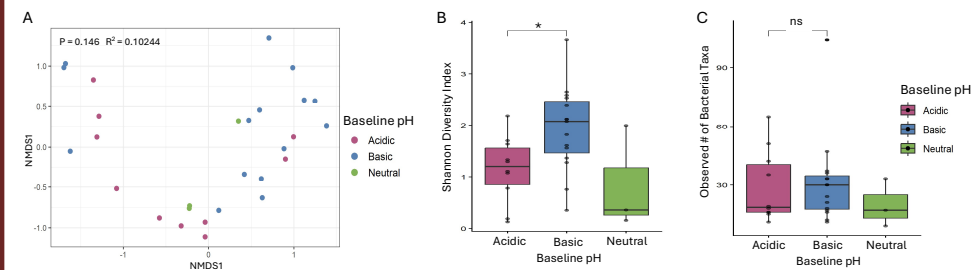 A
P = 0.146 R² = 0.10244
NMDS1
1.0
0.5
0.0
-0.5
-1.0
-1
0
1
NMDS1
Baseline pH
Acidic
Basic
Neutral
B
Shannon Diversity Index
4
3
2
1
0
*
Acidic
Basic
Neutral
Baseline pH
C
Observed # of Bacterial Taxa
90
60
30
ns
Acidic
Basic
Neutral
Baseline pH
Baseline pH
Acidic
Basic
Neutral